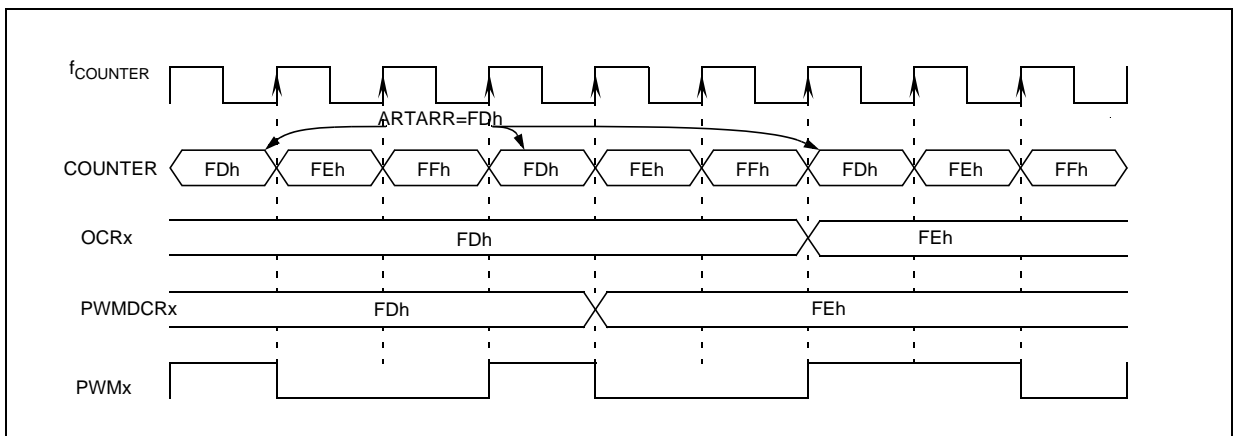 fCOUNTER
ARTARR=FDh
COUNTER FDh FEh FFh FDh FEh FFh FDh FEh FFh
OCRx FDh FEh
PWMDCRx FDh FEh
PWMx